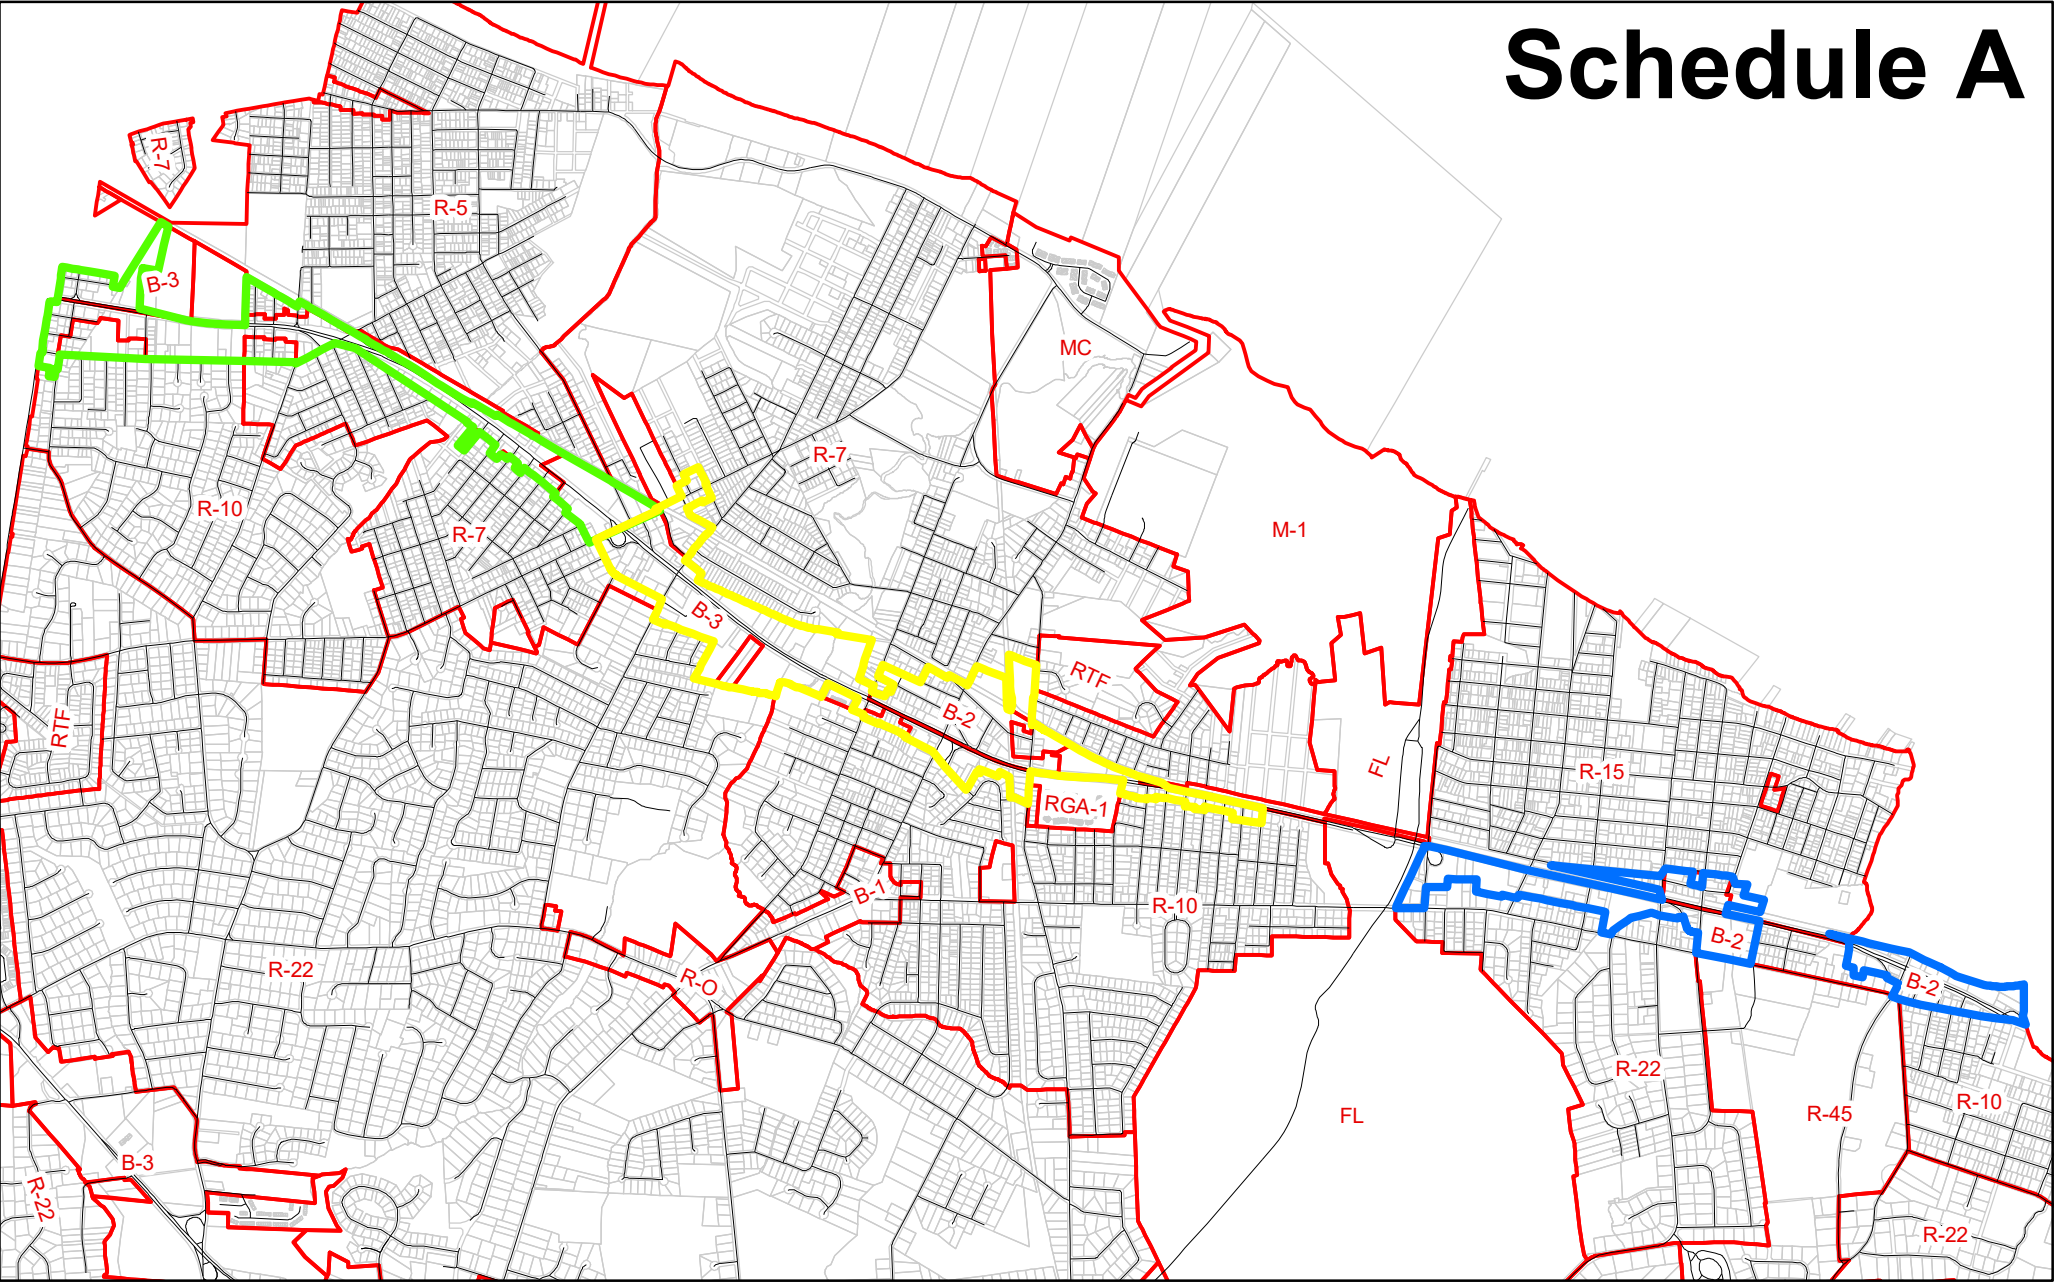 Schedule A
R-7
R-5
B-3
MC
R-7
R-10
R-7
M-1
B-3
RTF
RTF
B-2
FL
R-15
RGA-1
B-1
R-10
B-2
R-22
R-O
B-2
R-22
FL
R-45
R-10
B-3
R-22
R-22